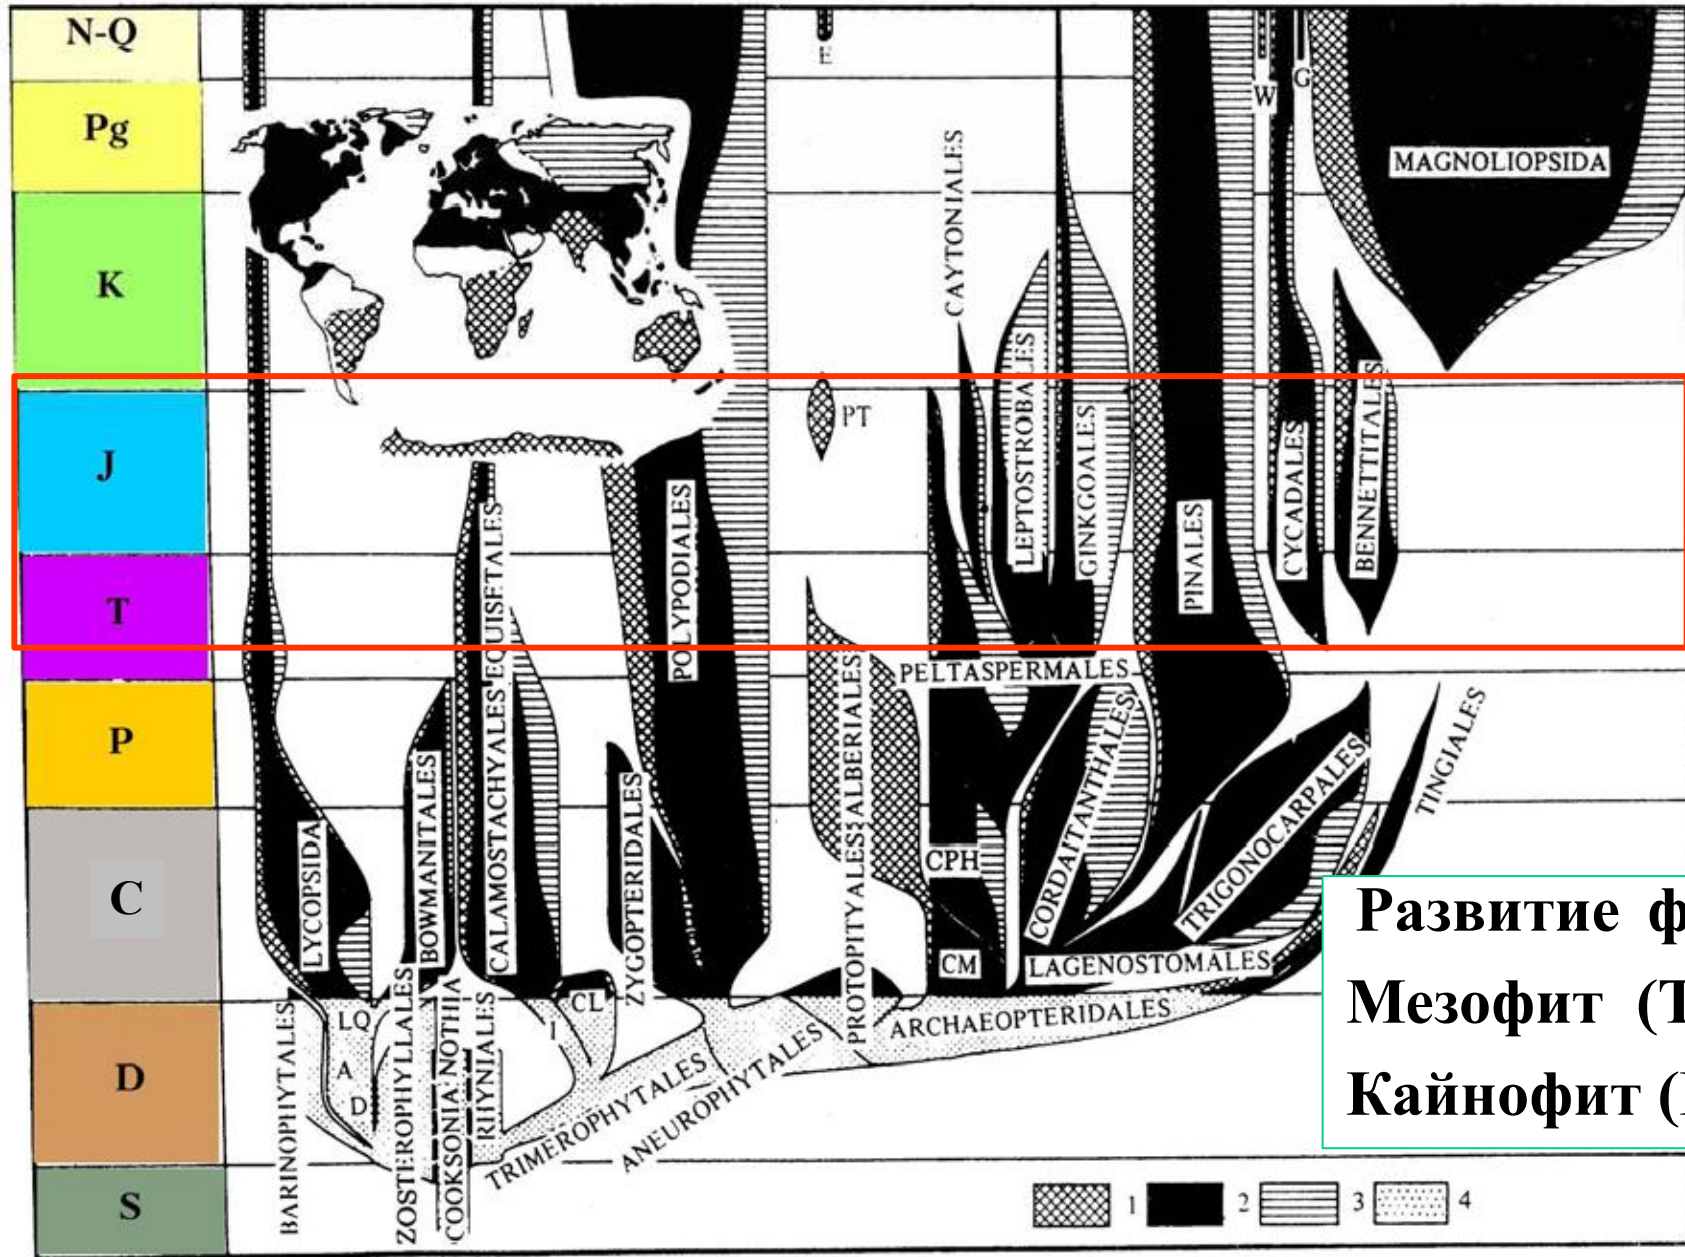 N-Q
Pg
K
J
T
P
C
D
S
E
W
G
MAGNOLIOPSIDA
CAYTONIALES
PT
LEPTOSTROBALES
GINKGOALES
PINALES
CYCADALES
BENNETTITALES
EQUISETALES
POLYPODIALES
PELTASPERMALES
LYCOPSIDA
BOWMANITALES
CALAMOSTACHYALES
ZYGOPTERIDALES
PROTOPITYALES
ALBERIALES
CPH
CM
CORDAITANTHALES
TRIGONOCARPALES
TINGIALES
LAGENOSTOMALES
ARCHAEOPTERIDALES
BARINOPHYTALES
LQ
A
D
ZOSTEROPHYLLALES
COOKSONIA
NOTHIA
RHYNIALES
I
CL
TRIMEROPHYTALES
ANEUROPHYTALES
Развитие ф
Мезофит (Т
Кайнофит (
1 2 3 4